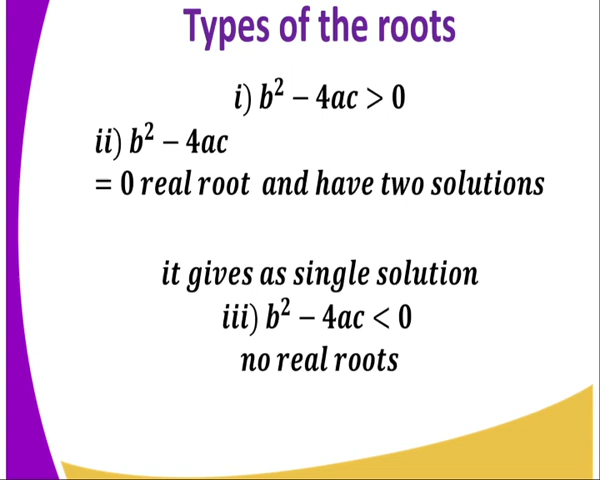 Types of the roots
i) b² − 4ac > 0
ii) b² − 4ac
= 0 real root and have two solutions
it gives as single solution
iii) b² − 4ac < 0
no real roots